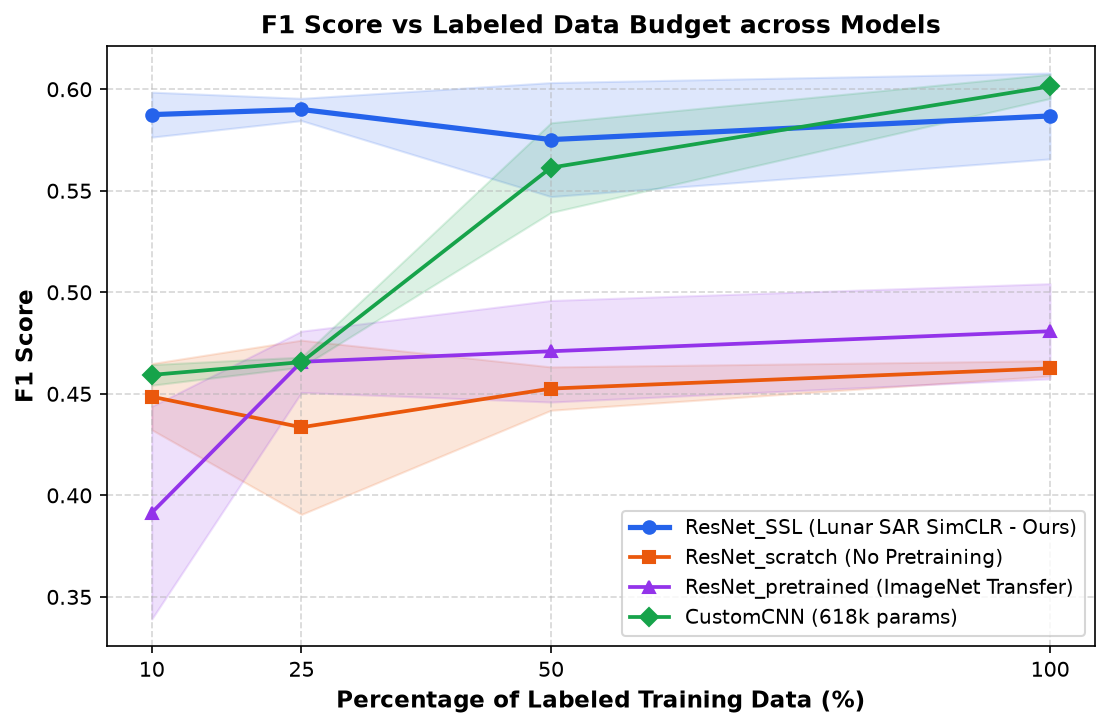 F1 Score vs Labeled Data Budget across Models
F1 Score
0.60
0.55
0.50
0.45
0.40
0.35
ResNet_SSL (Lunar SAR SimCLR - Ours)
ResNet_scratch (No Pretraining)
ResNet_pretrained (ImageNet Transfer)
CustomCNN (618k params)
10
25
50
100
Percentage of Labeled Training Data (%)